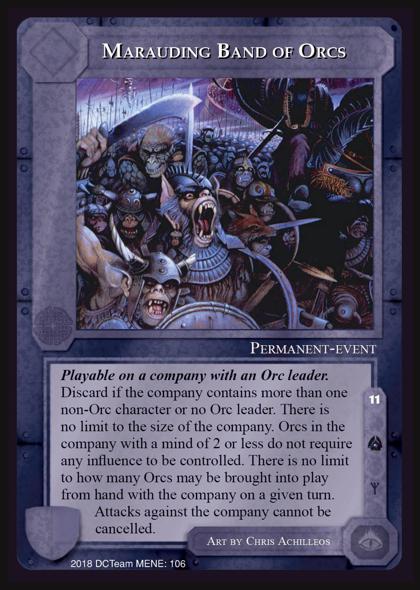 Marauding Band of Orcs
Permanent-event
Playable on a company with an Orc leader.
Discard if the company contains more than one
non-Orc character or no Orc leader. There is
no limit to the size of the company. Orcs in the
company with a mind of 2 or less do not require
any influence to be controlled. There is no limit
to how many Orcs may be brought into play
from hand with the company on a given turn.
Attacks against the company cannot be
cancelled.
11
Art by Chris Achilleos
2018 DCTeam MENE: 106